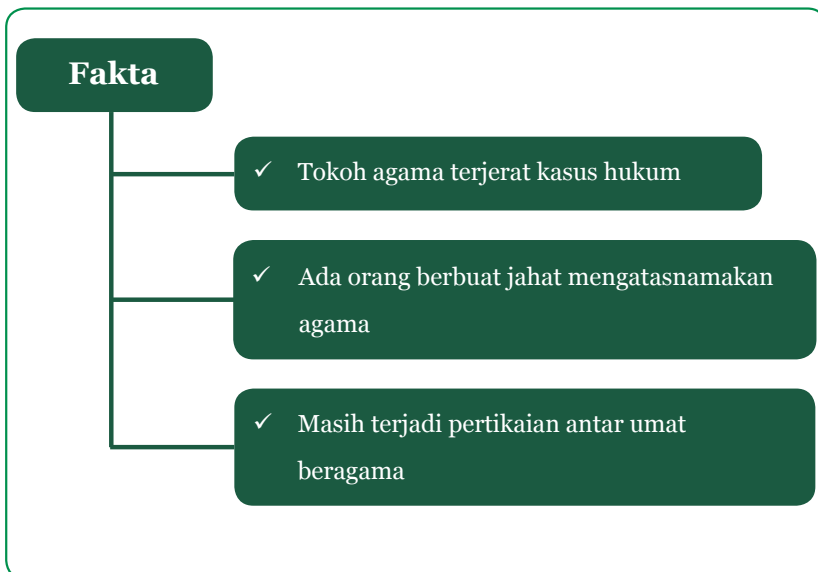 Fakta
✓ Tokoh agama terjerat kasus hukum
✓ Ada orang berbuat jahat mengatasnamakan
agama
✓ Masih terjadi pertikaian antar umat
beragama